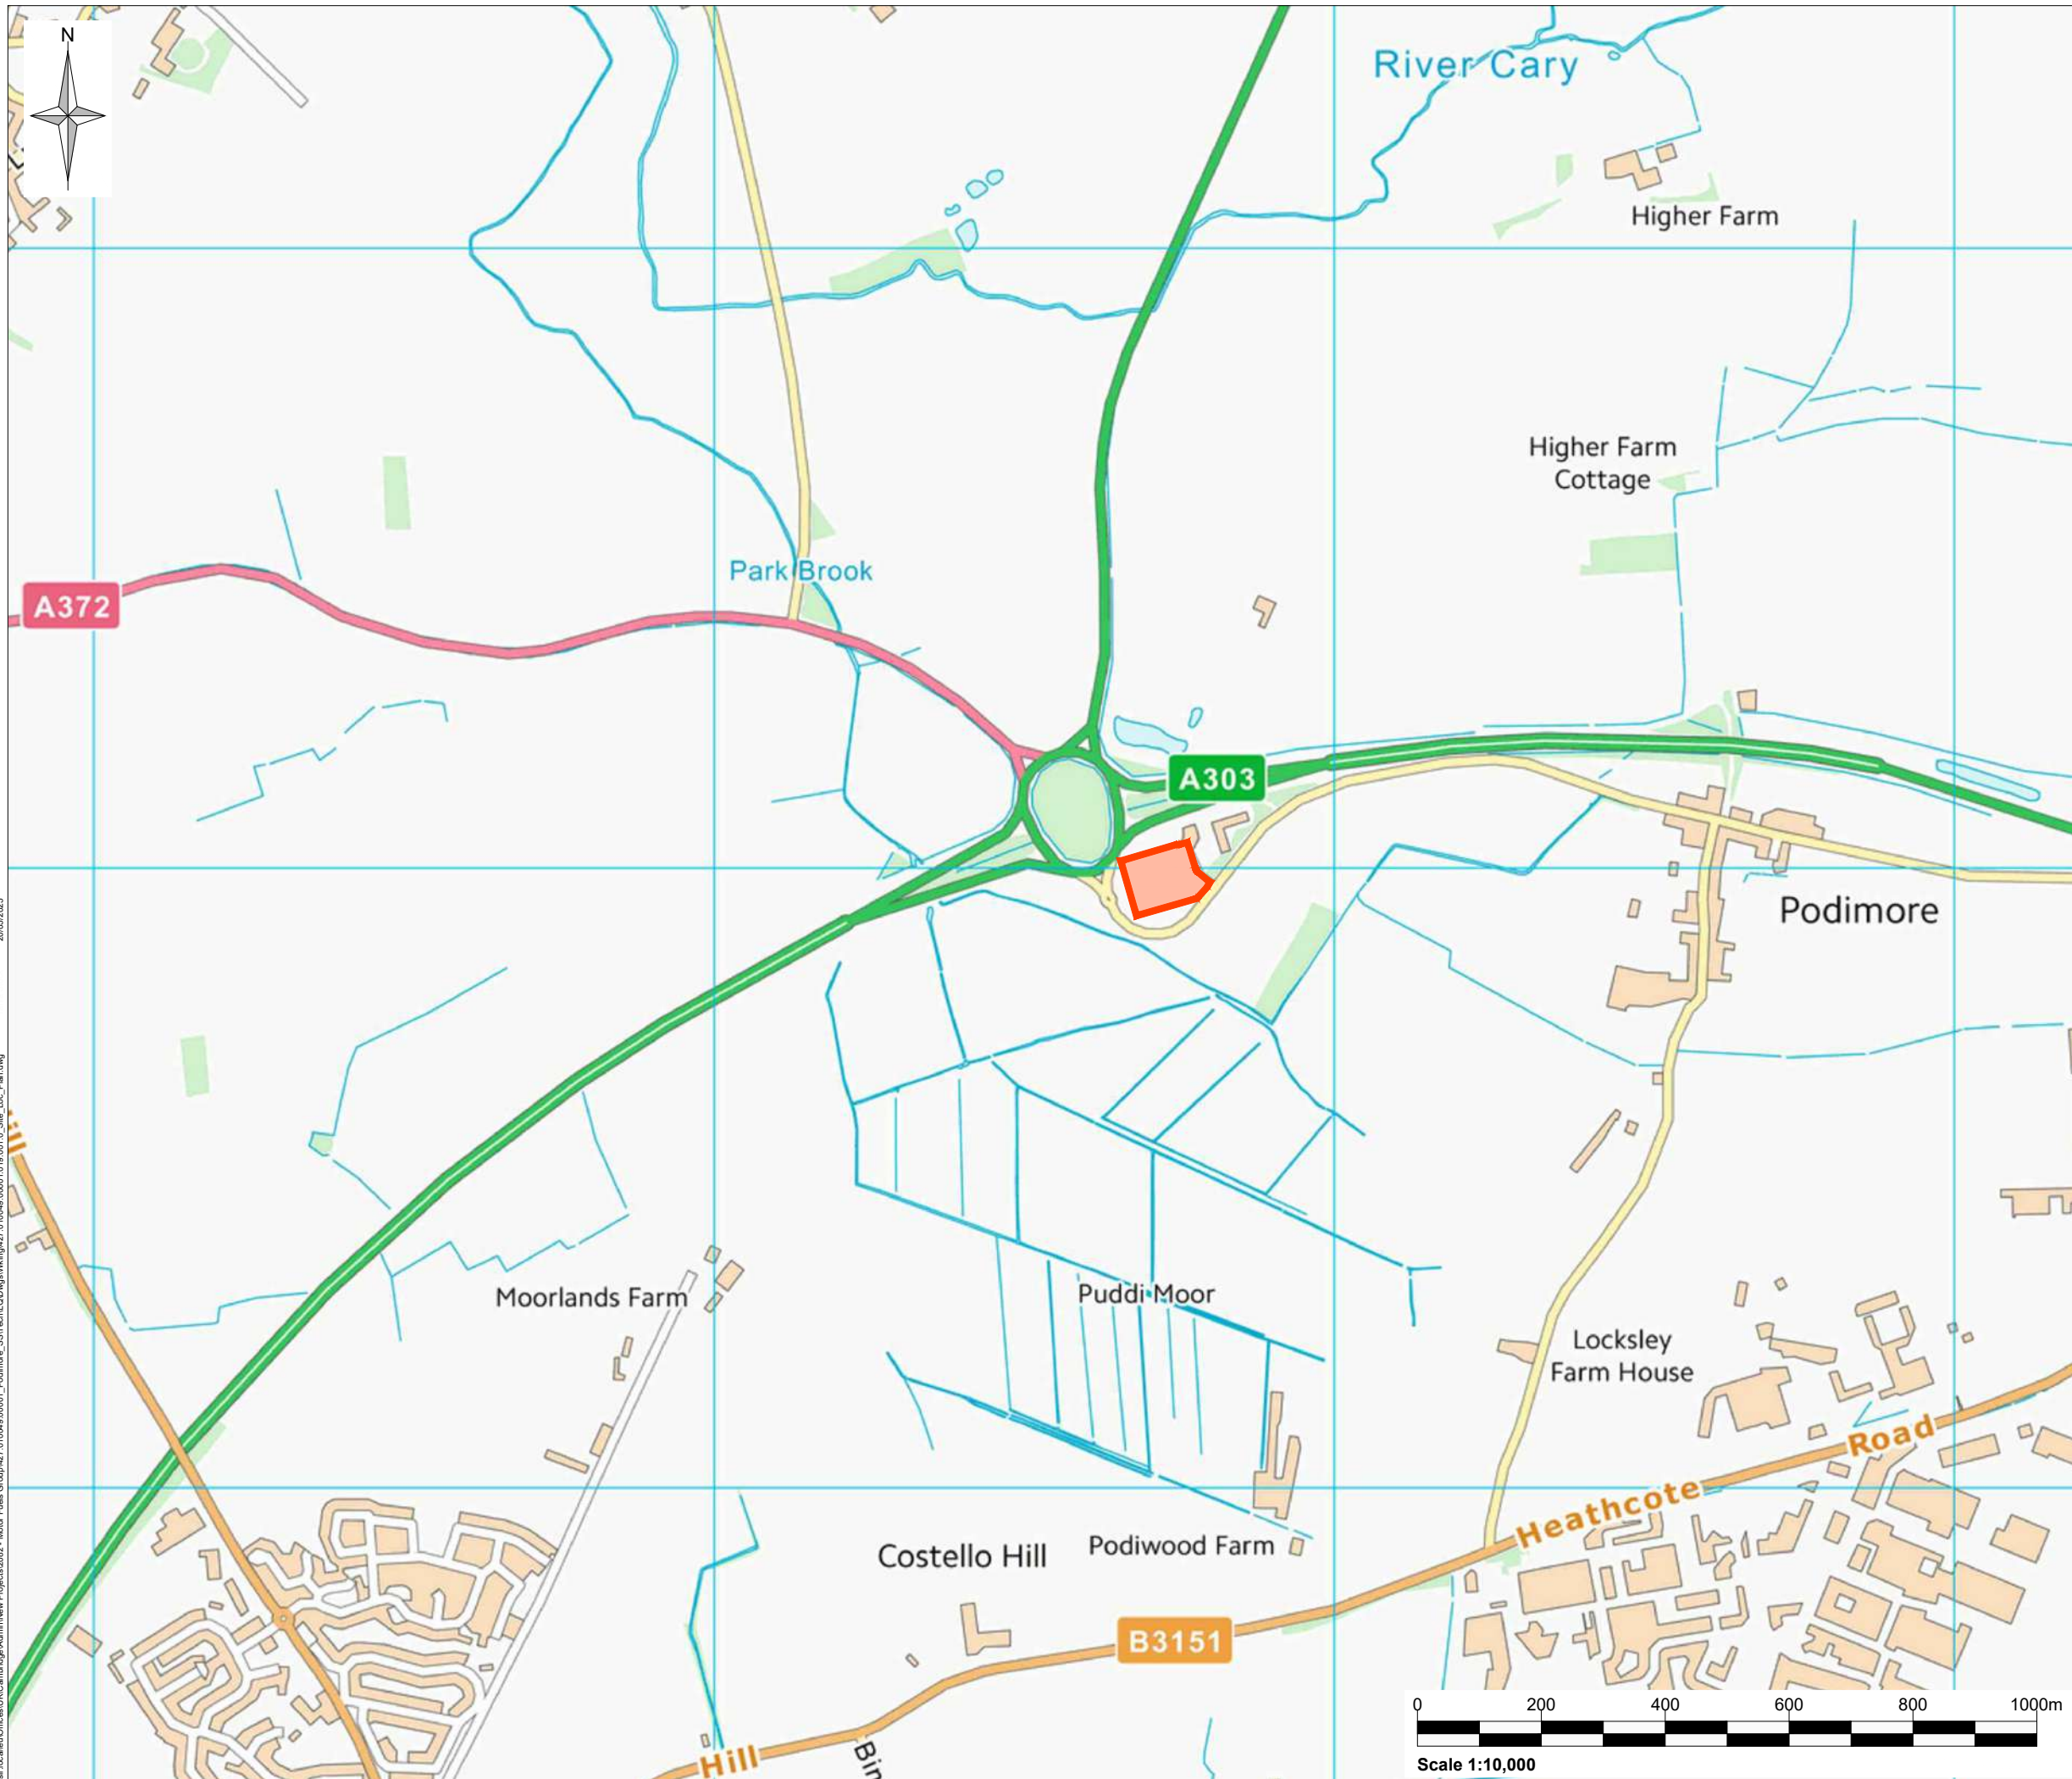 N
River Cary
Higher Farm
Higher Farm
Cottage
Park Brook
A372
A303
Podimore
Moorlands Farm
Puddi Moor
Locksley
Farm House
Heathcote Road
Costello Hill
Podiwood Farm
B3151
Hill
Bin
0 200 400 600 800 1000m
Scale 1:10,000